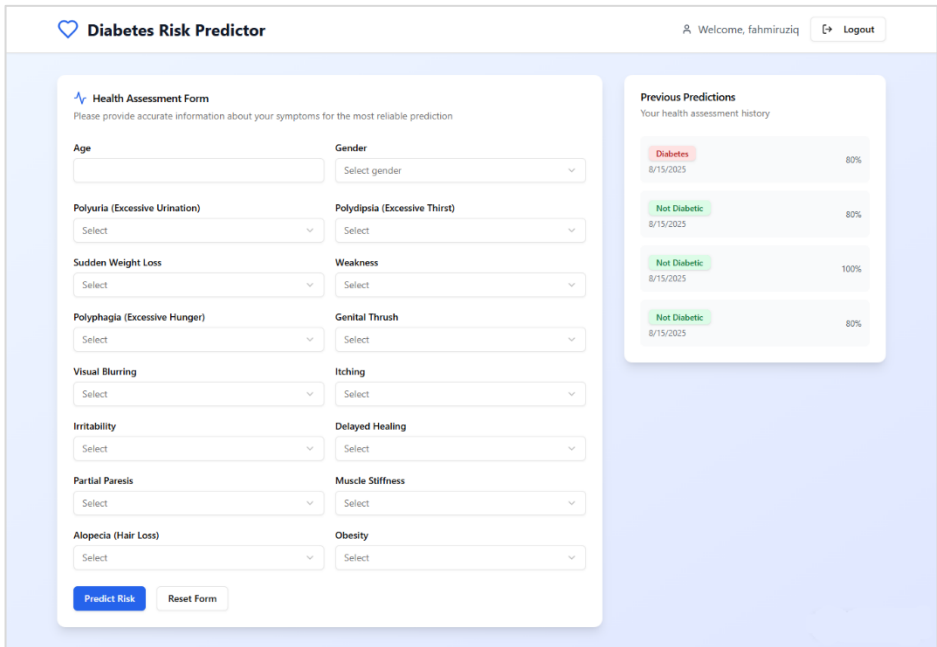 Diabetes Risk Predictor
Welcome, fahmiruziq
Logout
Health Assessment Form
Please provide accurate information about your symptoms for the most reliable prediction
Age
Gender
Select gender
Polyuria (Excessive Urination)
Polydipsia (Excessive Thirst)
Select
Select
Sudden Weight Loss
Weakness
Select
Select
Polyphagia (Excessive Hunger)
Genital Thrush
Select
Select
Visual Blurring
Itching
Select
Select
Irritability
Delayed Healing
Select
Select
Partial Paresis
Muscle Stiffness
Select
Select
Alopecia (Hair Loss)
Obesity
Select
Select
Predict Risk
Reset Form
Previous Predictions
Your health assessment history
Diabetes
8/15/2025
80%
Not Diabetic
8/15/2025
80%
Not Diabetic
8/15/2025
100%
Not Diabetic
8/15/2025
80%